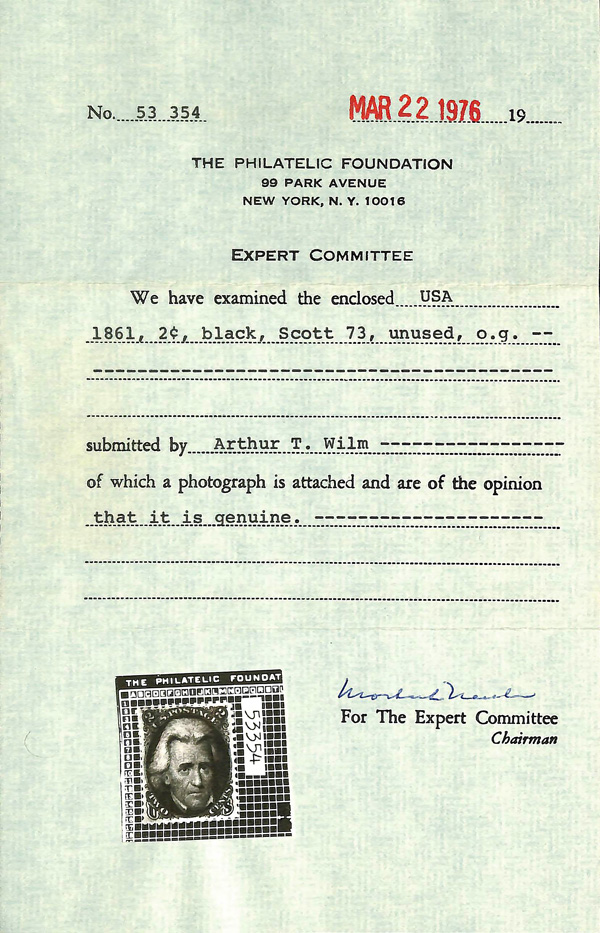 No. 53 354 MAR 22 1976 19
THE PHILATELIC FOUNDATION
99 PARK AVENUE
NEW YORK, N. Y. 10016
EXPERT COMMITTEE
We have examined the enclosed USA
1861, 2¢, black, Scott 73, unused, o.g. --
submitted by Arthur T. Wilm
of which a photograph is attached and are of the opinion
that it is genuine.
For The Expert Committee
Chairman
THE PHILATELIC FOUNDAT
ABCDEFGHIJKLMNOPQRST
53354
U.S. POSTAGE
TWO